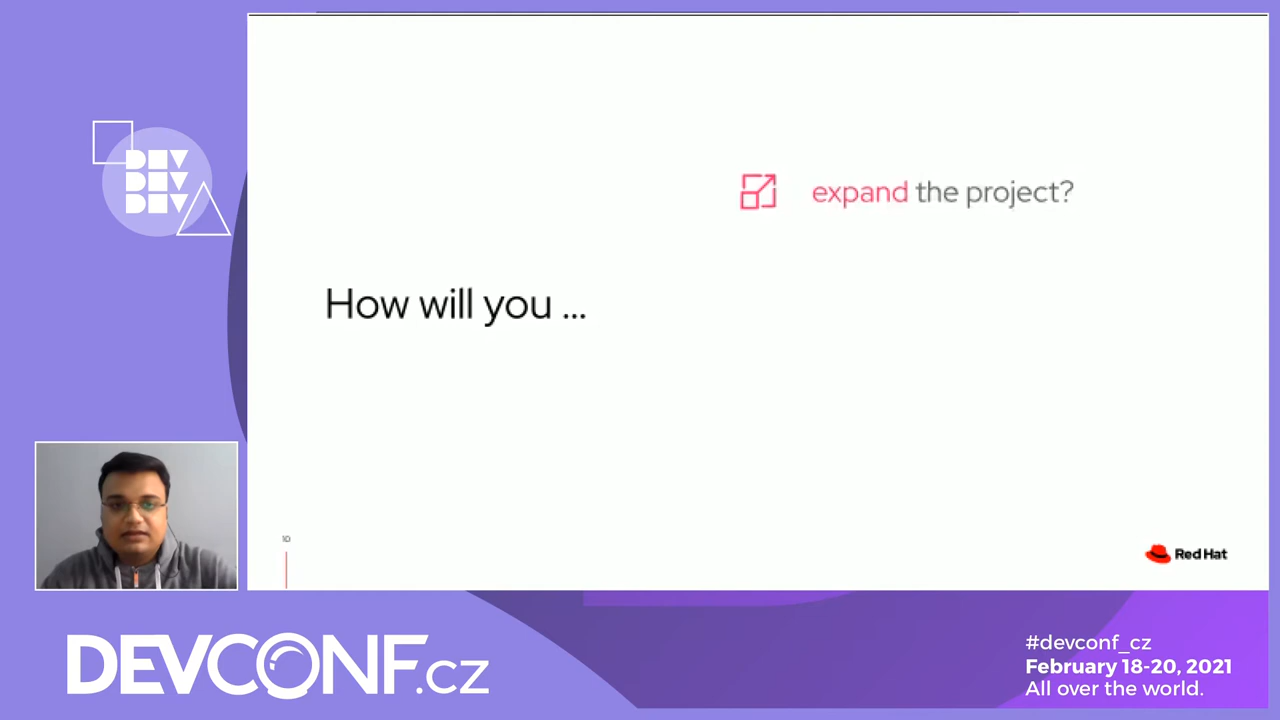 DEV
DEV
DEV
expand the project?
How will you ...
10
Red Hat
DEVCONF.cz
#devconf_cz
February 18-20, 2021
All over the world.